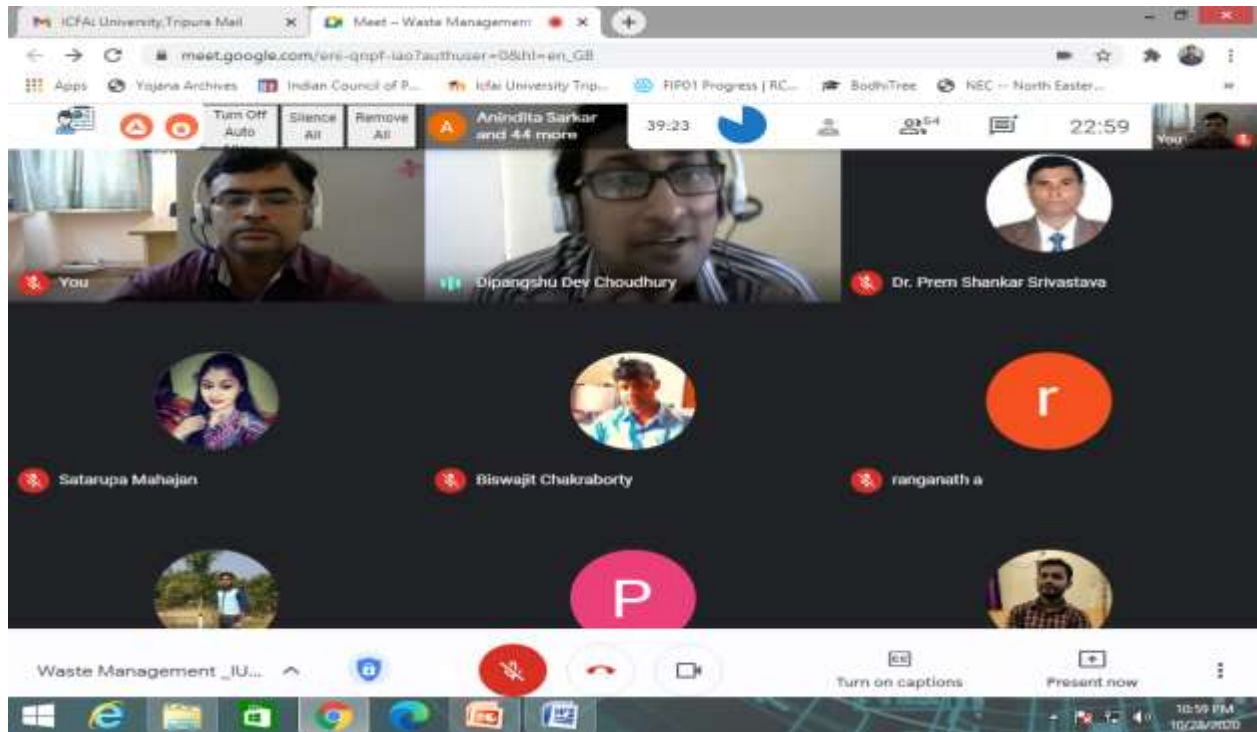 ICFAI University,Tripura Mail
Meet – Waste Management
meet.google.com/eni-qnpf-iao?authuser=0&hl=en_GB
Apps Yojana Archives Indian Council of P... Icfai University Trip... FIP01 Progress | RC... BodhiTree NEC -- North Easter...
Turn Off Auto
Silence All
Remove All
A
Anindita Sarkar and 44 more
39:23
54
22:59
You
You
Dipangshu Dev Choudhury
Dr. Prem Shankar Srivastava
Satarupa Mahajan
Biswajit Chakraborty
r
ranganath a
P
Waste Management _IU...
Turn on captions
Present now
10:59 PM
10/28/2020